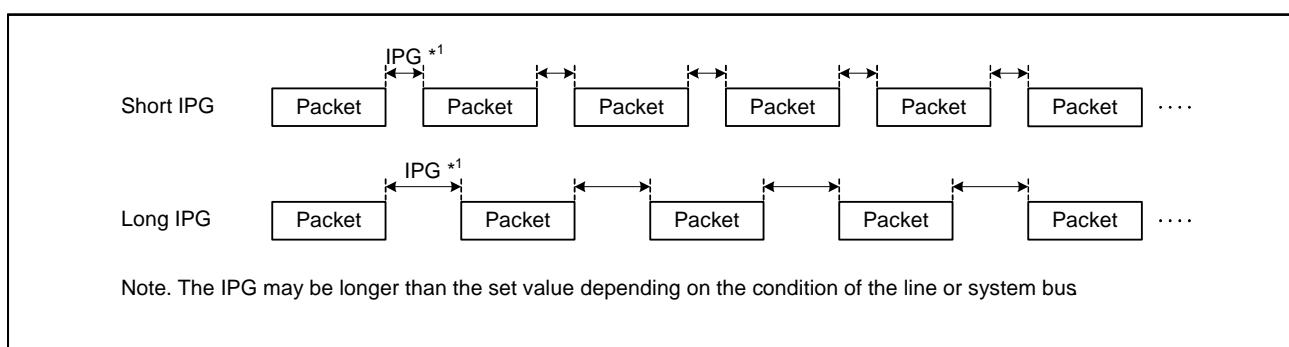 IPG *1
Short IPG Packet Packet Packet Packet Packet Packet ....
IPG *1
Long IPG Packet Packet Packet Packet Packet ....
Note. The IPG may be longer than the set value depending on the condition of the line or system bus.